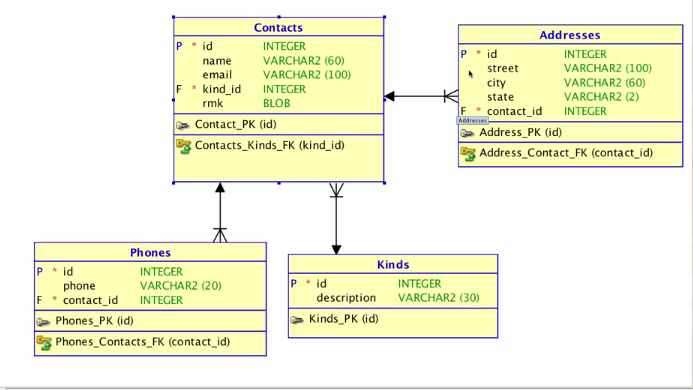 Contacts
P * id INTEGER
name VARCHAR2 (60)
email VARCHAR2 (100)
F * kind_id INTEGER
rmk BLOB
Contact_PK (id)
Contacts_Kinds_FK (kind_id)
Addresses
P * id INTEGER
street VARCHAR2 (100)
city VARCHAR2 (60)
state VARCHAR2 (2)
F * contact_id INTEGER
Addresses
Address_PK (id)
Address_Contact_FK (contact_id)
Phones
P * id INTEGER
phone VARCHAR2 (20)
F * contact_id INTEGER
Phones_PK (id)
Phones_Contacts_FK (contact_id)
Kinds
P * id INTEGER
description VARCHAR2 (30)
Kinds_PK (id)